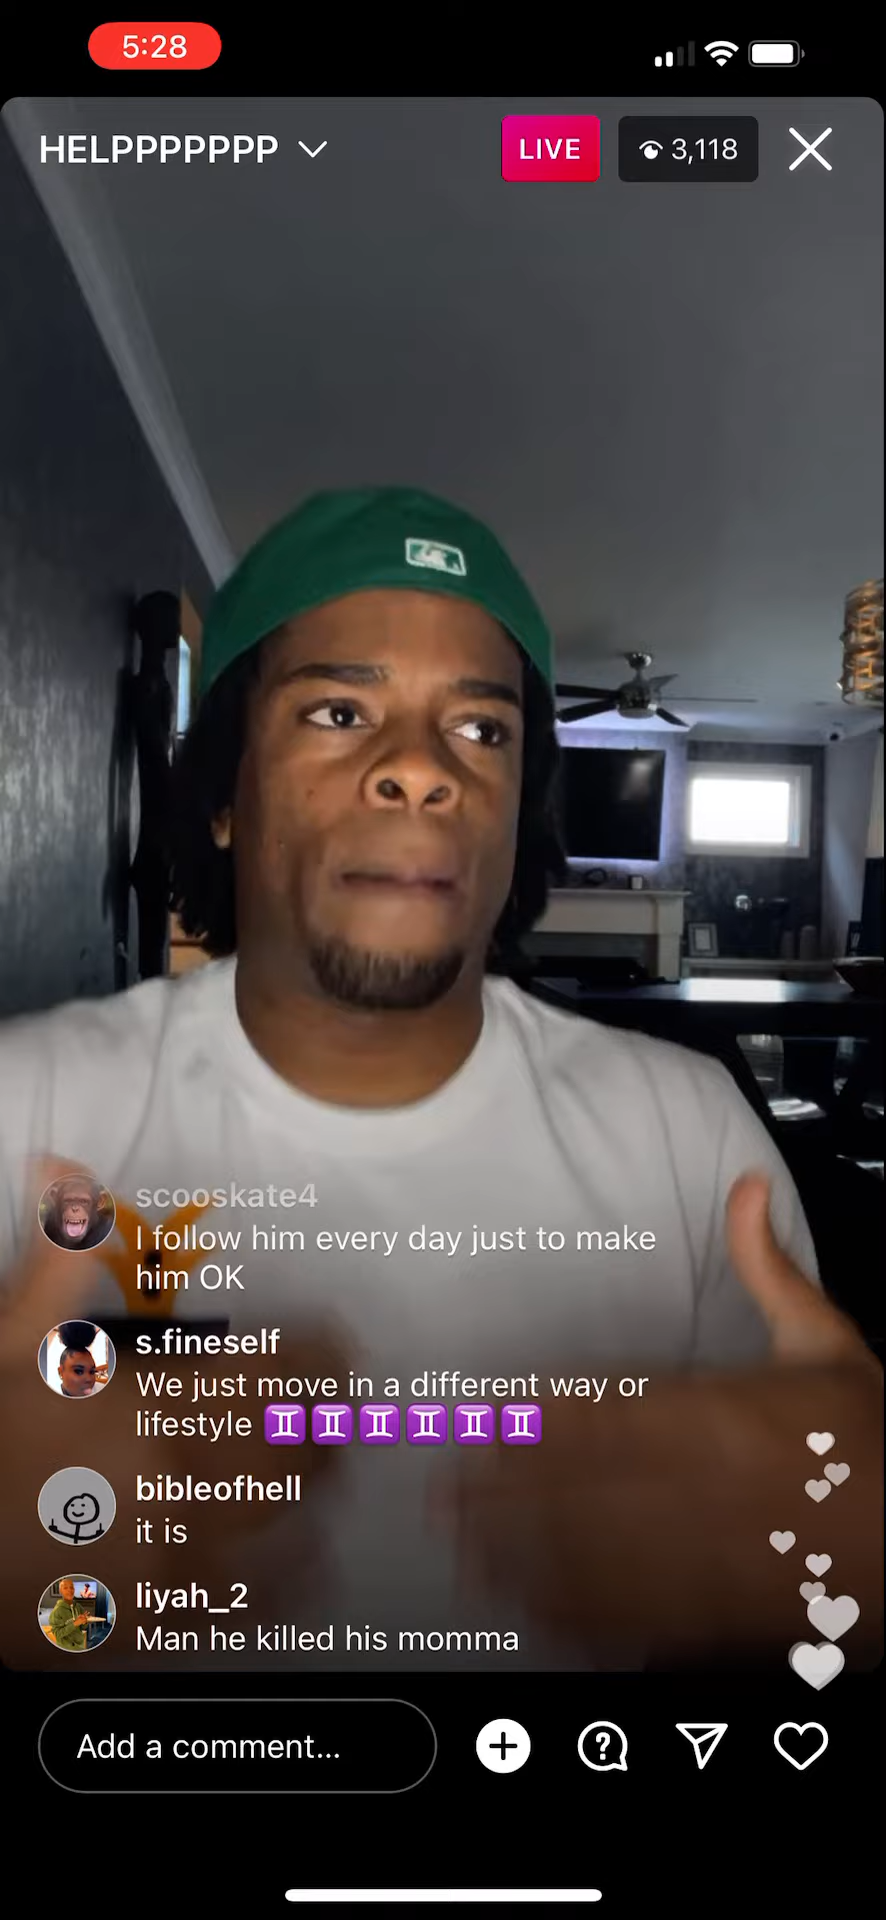 5:28
HELPPPPPPP
LIVE
3,118
scooskate4
I follow him every day just to make
him OK
s.fineself
We just move in a different way or
lifestyle ♊♊♊♊♊♊
bibleofhell
it is
liyah_2
Man he killed his momma
Add a comment...